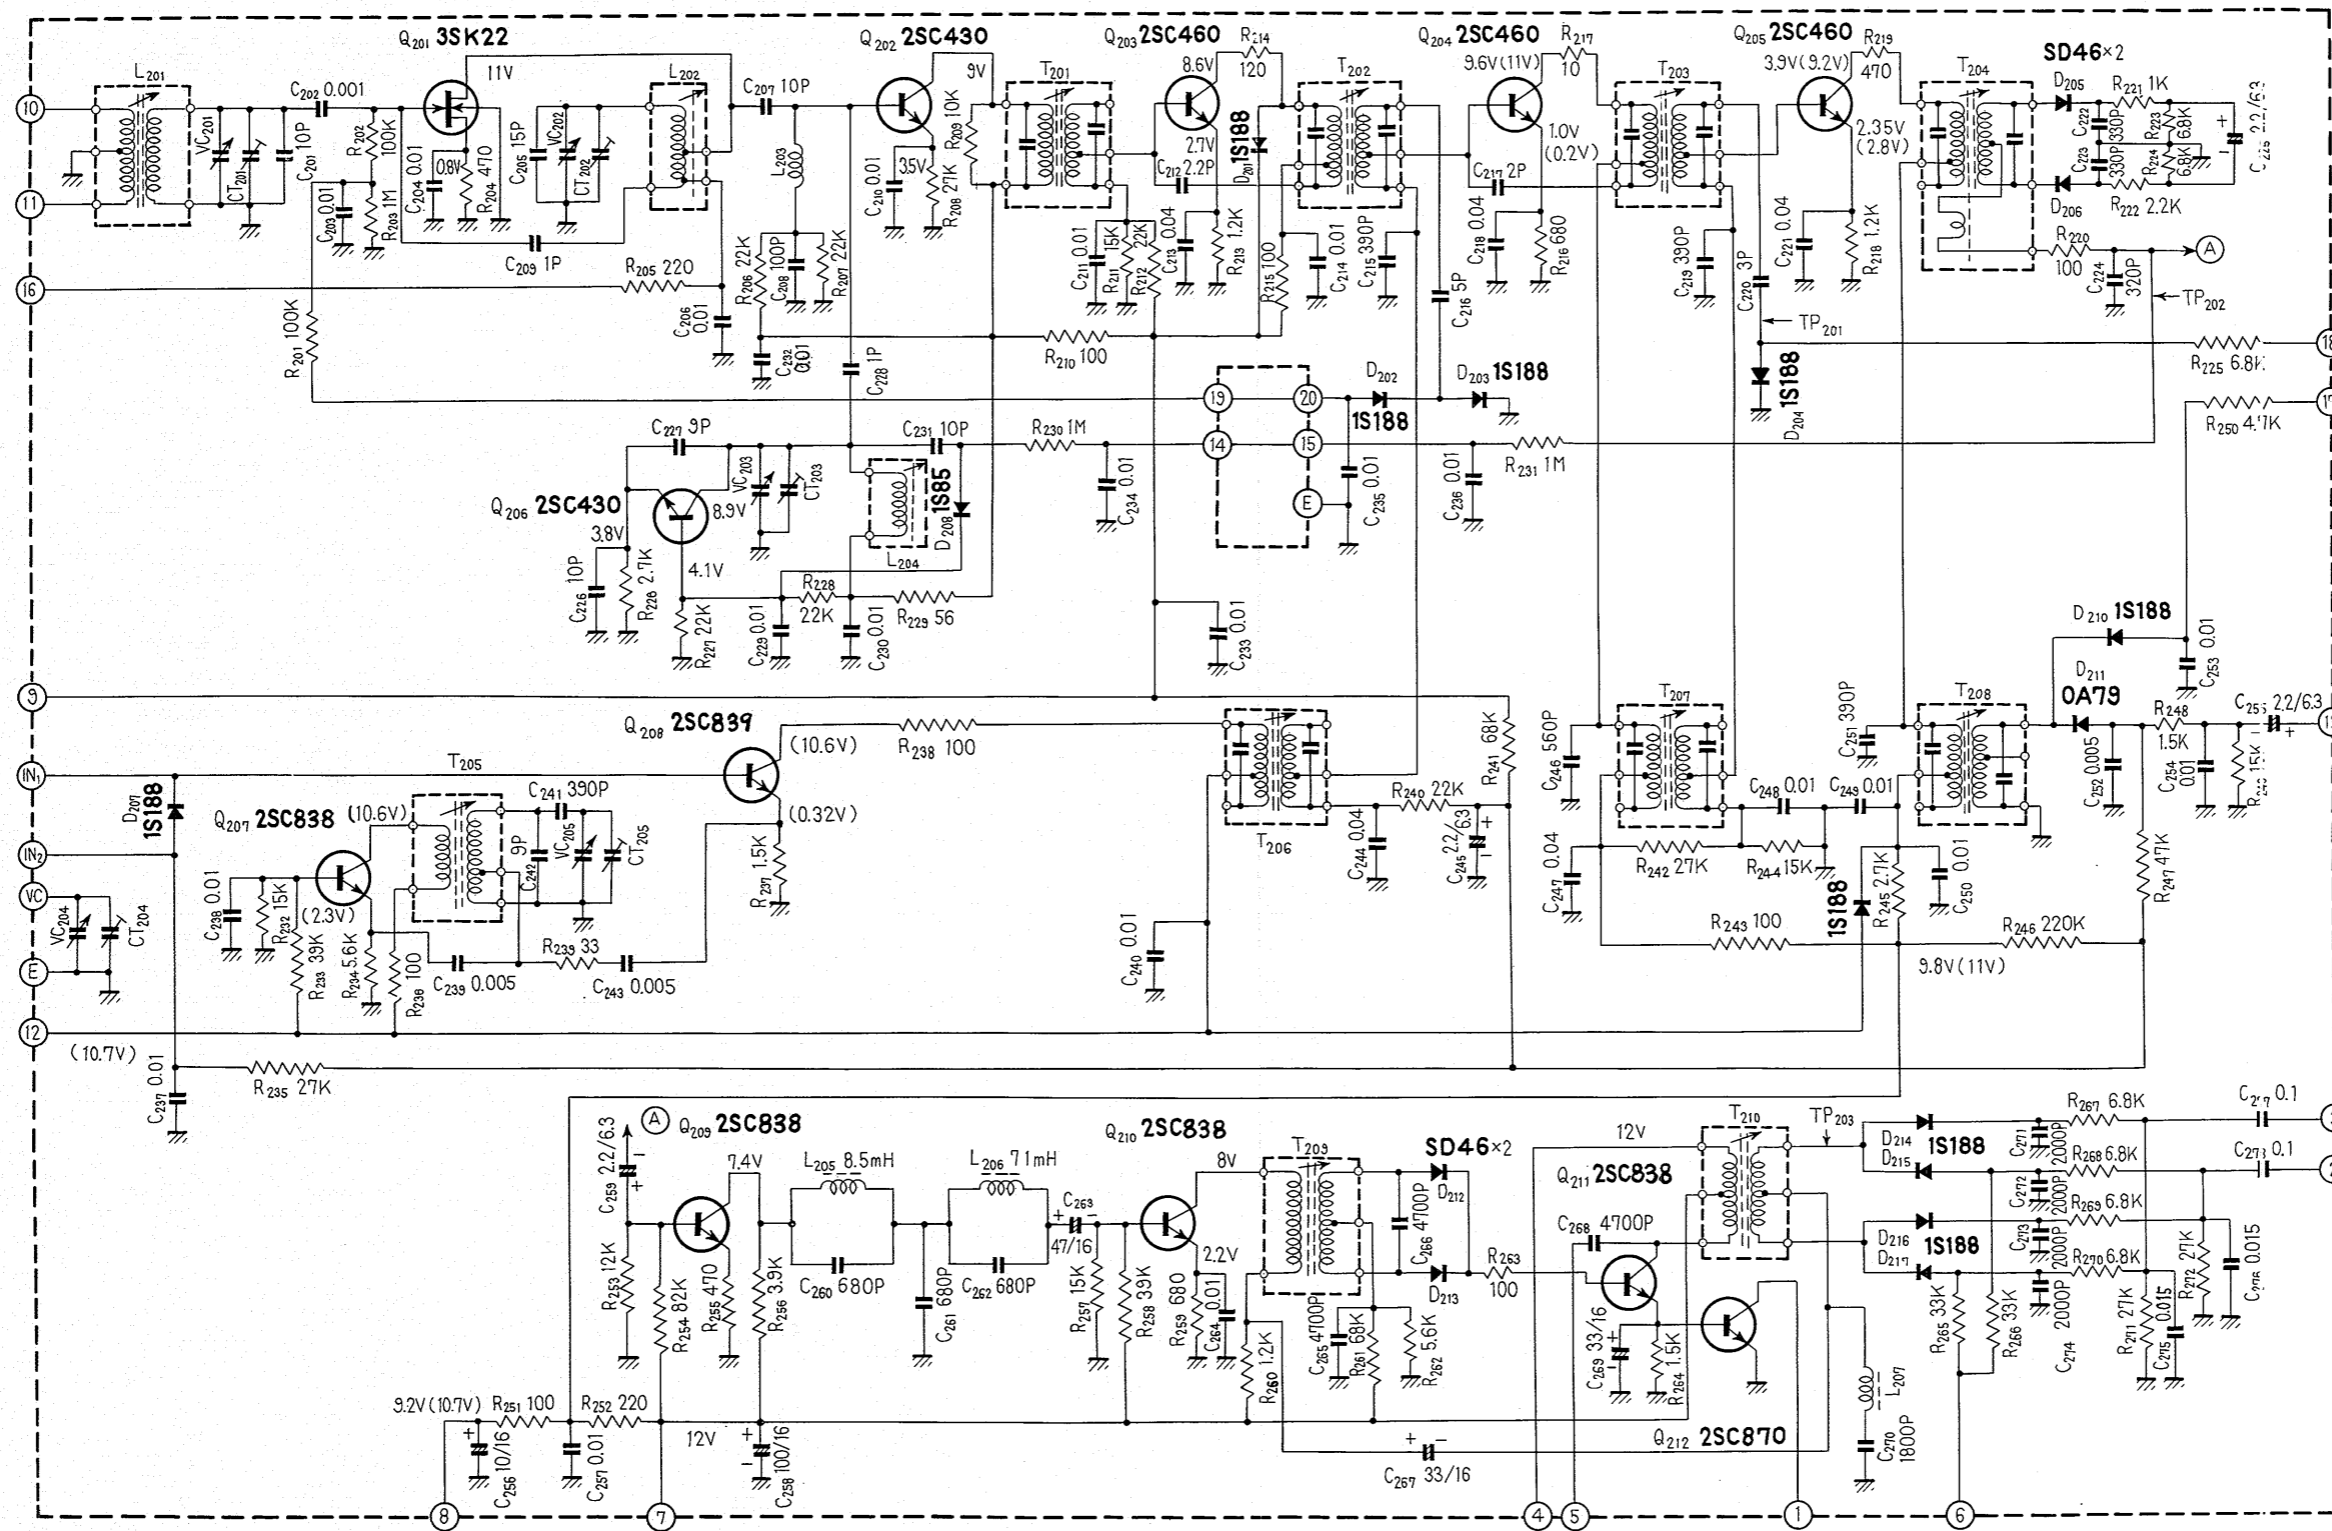 Q201 3SK22
11V
L201
C202 0.001
VC201
CT201
C201 10P
R202 100K
C203 0.01
R203 1M
C204 0.01
0.8V
R204 470
C205 15P
VC202
CT202
L202
C207 10P
L203
C209 1P
R205 220
C206 0.01
R201 100K
Q202 2SC430
9V
R209 10K
C210 0.01
3.5V
R208 27K
R206 22K
C208 100P
R207 22K
C232 0.01
C228 1P
T201
R210 100
C211 0.01
R211 15K
R212 22K
Q203 2SC460
8.6V
R214 120
2.7V
C212 2.2P
D201 1S188
C213 0.04
R213 1.2K
R215 100
T202
C214 0.01
C215 390P
C216 5P
Q204 2SC460
9.6V(11V)
R217 10
1.0V (0.2V)
C217 2P
C218 0.04
R216 680
T203
C219 390P
C220 3P
TP201
1S188
D204
Q205 2SC460
3.9V(9.2V)
R219 470
2.35V (2.8V)
C221 0.04
R218 1.2K
T204
SD46×2
D205
R221 1K
C222 330P
R223 6.8K
C223 330P
R224 6.8K
D206
R222 2.2K
R220 100
C224 320P
A
TP202
R225 6.8K
R250 4.7K
10
11
16
19
20
14
15
E
D202 1S188
D203 1S188
C227 9P
VC203
CT203
C231 10P
R230 1M
C234 0.01
C235 0.01
C236 0.01
R231 1M
Q206 2SC430
8.9V
3.8V
4.1V
L204
D208 1S85
C226 10P
R226 2.7K
R227 22K
C229 0.01
R228 22K
C230 0.01
R229 56
C233 0.01
D210 1S188
C253 0.01
D211 OA79
9
Q208 2SC839
(10.6V)
R238 100
(0.32V)
R237 1.5K
IN1
IN2
VC
E
12
(10.7V)
D207 1S188
VC204
CT204
Q207 2SC838
(10.6V)
(2.3V)
C238 0.01
R232 15K
R233 39K
R234 5.6K
R236 100
T205
C241 390P
C242 9P
VC205
CT205
C239 0.005
R239 33
C243 0.005
C237 0.01
R235 27K
T206
C240 0.01
C244 0.04
R240 22K
C245 2.2/6.3
R241 68K
T207
C246 560P
C247 0.04
R242 27K
C248 0.01
C249 0.01
R244 15K
R243 100
T208
C251 390P
1S188
R245 2.7K
C250 0.01
R246 220K
9.8V(11V)
C252 0.005
R248 1.5K
C254 0.01
2.2/6.3
R247 47K
A
C259 2.2/6.3
Q209 2SC838
7.4V
R253 12K
R254 82K
R255 470
R256 3.9K
L205 8.5mH
C260 680P
C261 680P
L206 71mH
C262 680P
C263 47/16
R257 15K
R258 39K
Q210 2SC838
8V
2.2V
R259 680
C264 0.01
R260 1.2K
T209
C265 4700P
R261 68K
R262 5.6K
C266 4700P
SD46×2
D212
D213
R263 100
12V
Q211 2SC838
C268 4700P
C269 33/16
R264 1.5K
Q212 2SC870
C267 33/16
T210
TP203
L207
C270 1800P
D214
D215
1S188
D216
D217
1S188
C271 2000P
C272 2000P
C273 2000P
C274 2000P
R267 6.8K
R268 6.8K
R269 6.8K
R270 6.8K
R265 33K
R266 33K
27K
C275 0.015
R272 27K
0.015
0.1
0.1
9.2V(10.7V)
R251 100
R252 220
12V
C256 10/16
C257 0.01
C258 100/16
8
7
4
5
1
6